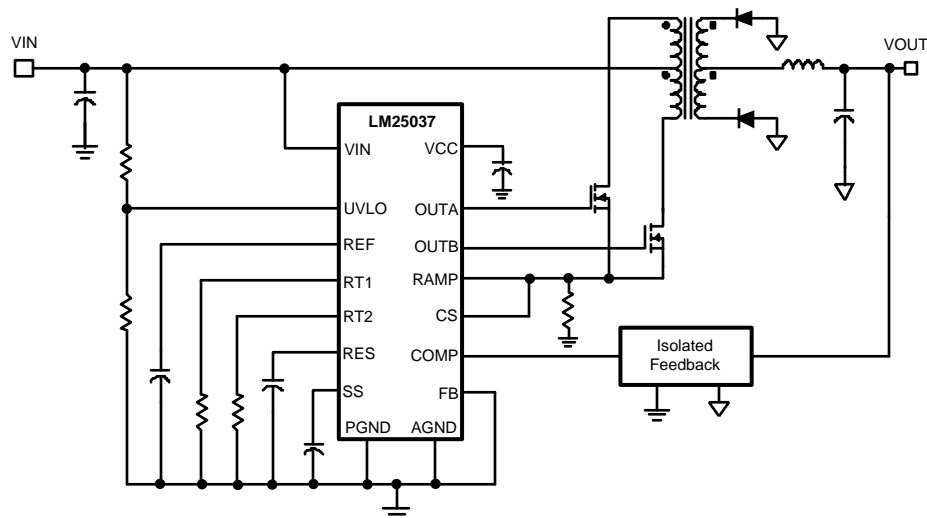 VIN
VOUT
LM25037
VIN
VCC
UVLO
OUTA
REF
OUTB
RT1
RAMP
RT2
CS
RES
COMP
SS
FB
PGND
AGND
Isolated
Feedback